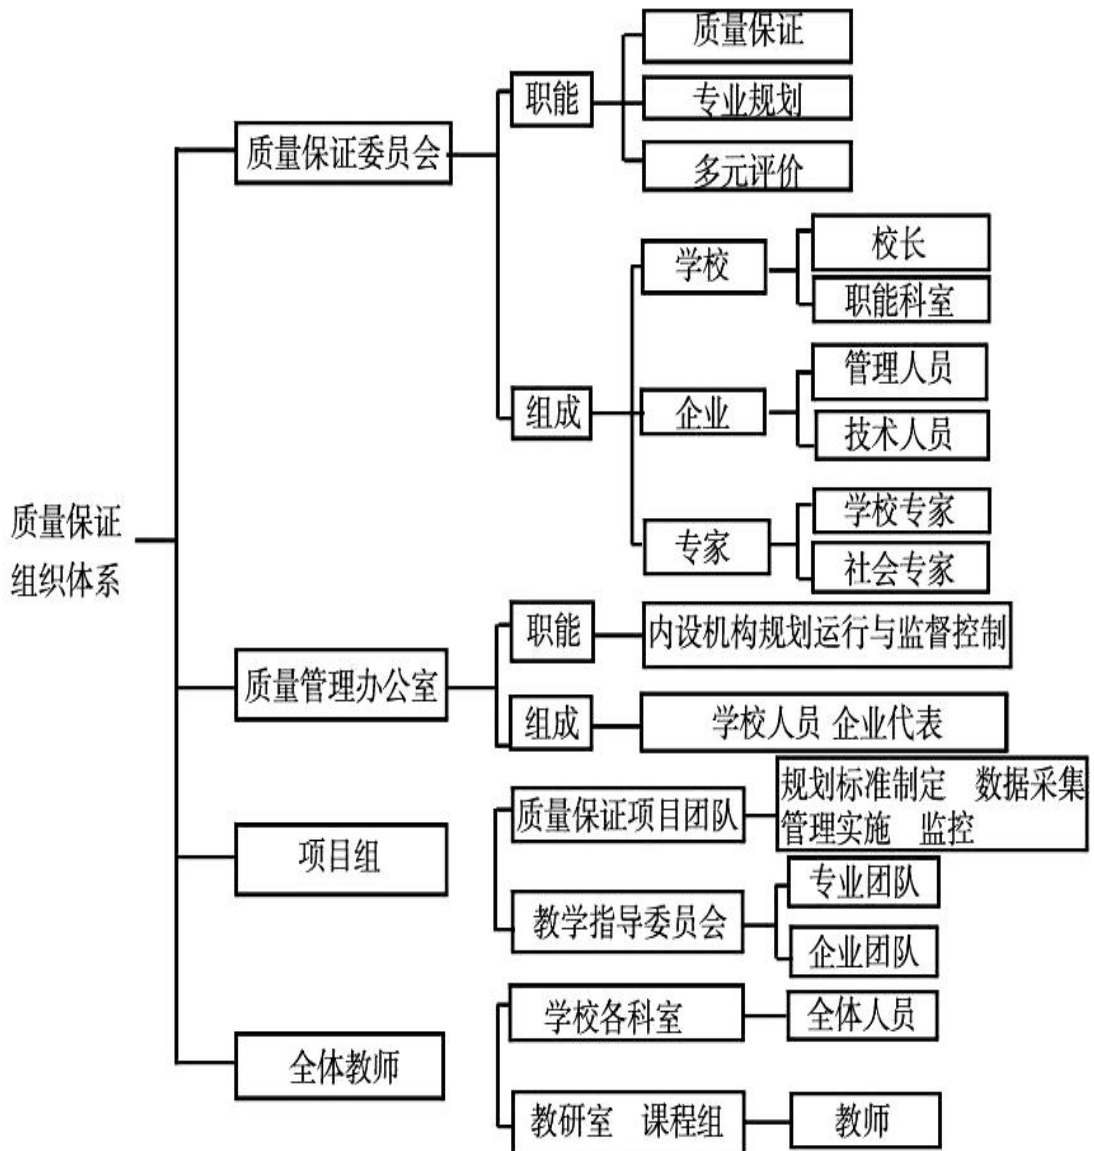 质量保证
组织体系
质量保证委员会
职能
质量保证
专业规划
多元评价
组成
学校
校长
职能科室
企业
管理人员
技术人员
专家
学校专家
社会专家
质量管理办公室
职能
内设机构规划运行与监督控制
组成
学校人员 企业代表
项目组
质量保证项目团队
规划标准制定 数据采集
管理实施 监控
教学指导委员会
专业团队
企业团队
全体教师
学校各科室
全体人员
教研室 课程组
教师